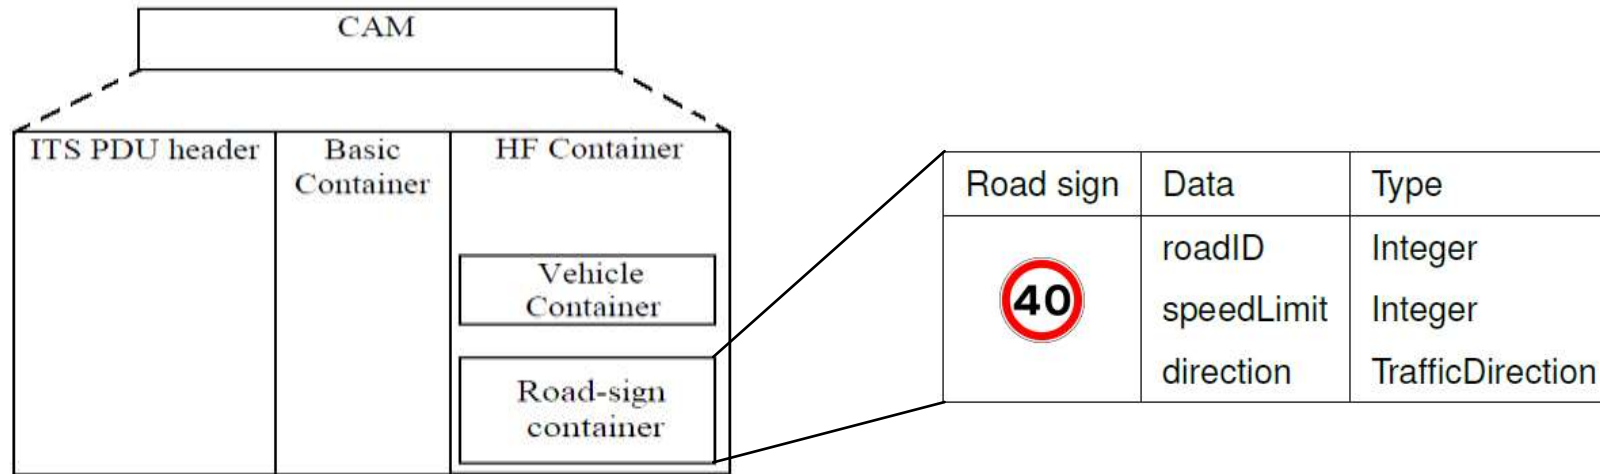 CAM
ITS PDU header
Basic
Container
HF Container
Vehicle
Container
Road-sign
container
Road sign
Data
Type
40
roadID
Integer
speedLimit
Integer
direction
TrafficDirection